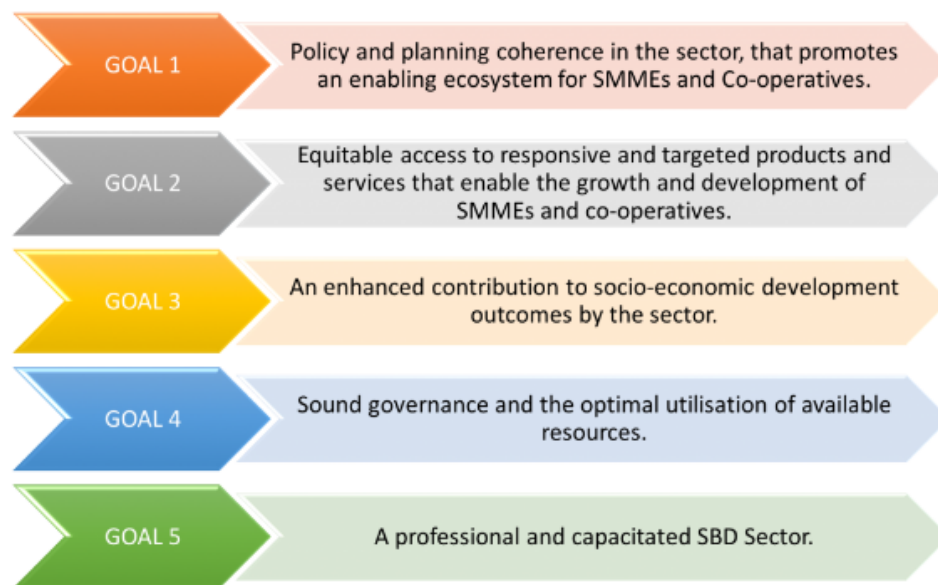 GOAL 1
Policy and planning coherence in the sector, that promotes
an enabling ecosystem for SMMEs and Co-operatives.
GOAL 2
Equitable access to responsive and targeted products and
services that enable the growth and development of
SMMEs and co-operatives.
GOAL 3
An enhanced contribution to socio-economic development
outcomes by the sector.
GOAL 4
Sound governance and the optimal utilisation of available
resources.
GOAL 5
A professional and capacitated SBD Sector.